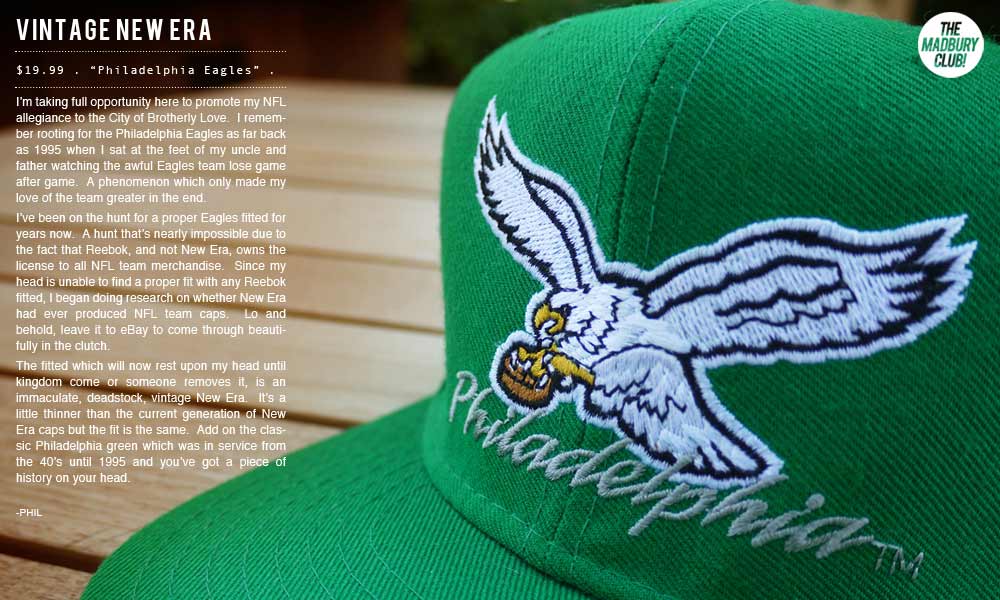 VINTAGE NEW ERA
$19.99 . “Philadelphia Eagles” .
I'm taking full opportunity here to promote my NFL
allegiance to the City of Brotherly Love. I remem-
ber rooting for the Philadelphia Eagles as far back
as 1995 when I sat at the feet of my uncle and
father watching the awful Eagles team lose game
after game. A phenomenon which only made my
love of the team greater in the end.
I've been on the hunt for a proper Eagles fitted for
years now. A hunt that's nearly impossible due to
the fact that Reebok, and not New Era, owns the
license to all NFL team merchandise. Since my
head is unable to find a proper fit with any Reebok
fitted, I began doing research on whether New Era
had ever produced NFL team caps. Lo and
behold, leave it to eBay to come through beauti-
fully in the clutch.
The fitted which will now rest upon my head until
kingdom come or someone removes it, is an
immaculate, deadstock, vintage New Era. It's a
little thinner than the current generation of New
Era caps but the fit is the same. Add on the clas-
sic Philadelphia green which was in service from
the 40's until 1995 and you've got a piece of
history on your head.
-PHIL
THE
MADBURY
CLUB!
Philadelphia TM